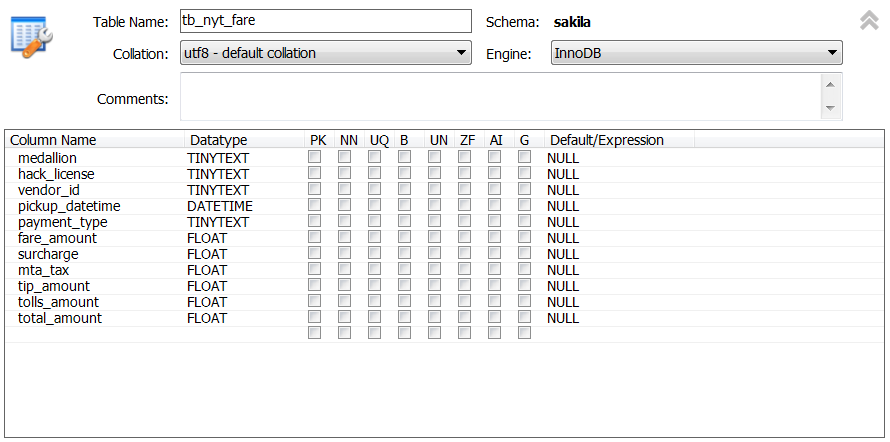 Table Name: tb_nyt_fare Schema: sakila
Collation: utf8 - default collation Engine: InnoDB
Comments:
Column Name Datatype PK NN UQ B UN ZF AI G Default/Expression
medallion TINYTEXT NULL
hack_license TINYTEXT NULL
vendor_id TINYTEXT NULL
pickup_datetime DATETIME NULL
payment_type TINYTEXT NULL
fare_amount FLOAT NULL
surcharge FLOAT NULL
mta_tax FLOAT NULL
tip_amount FLOAT NULL
tolls_amount FLOAT NULL
total_amount FLOAT NULL